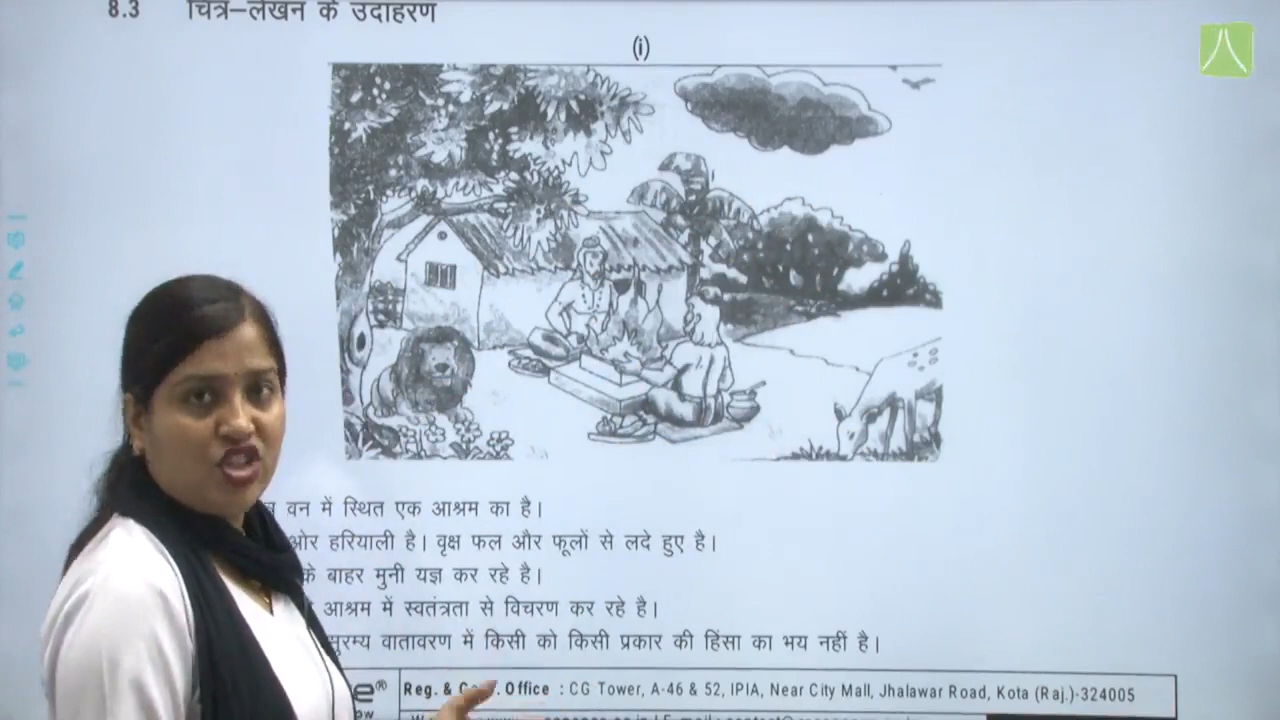 8.3 चित्र–लेखन के उदाहरण
(i)
वन में स्थित एक आश्रम का है।
ओर हरियाली है। वृक्ष फल और फूलों से लदे हुए है।
के बाहर मुनी यज्ञ कर रहे है।
आश्रम में स्वतंत्रता से विचरण कर रहे है।
सुरम्य वातावरण में किसी को किसी प्रकार की हिंसा का भय नहीं है।
Reg. & Office : CG Tower, A-46 & 52, IPIA, Near City Mall, Jhalawar Road, Kota (Raj.)-324005